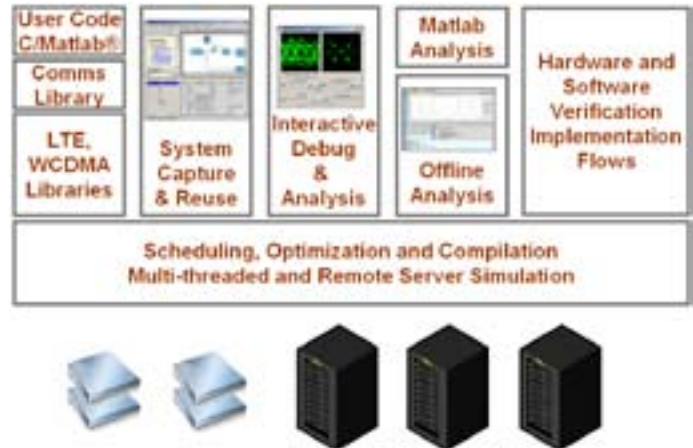 User Code
C/Matlab®
Comms
Library
LTE,
WCDMA
Libraries
System
Capture
& Reuse
Interactive
Debug
&
Analysis
Matlab
Analysis
Offline
Analysis
Hardware and
Software
Verification
Implementation
Flows
Scheduling, Optimization and Compilation
Multi-threaded and Remote Server Simulation